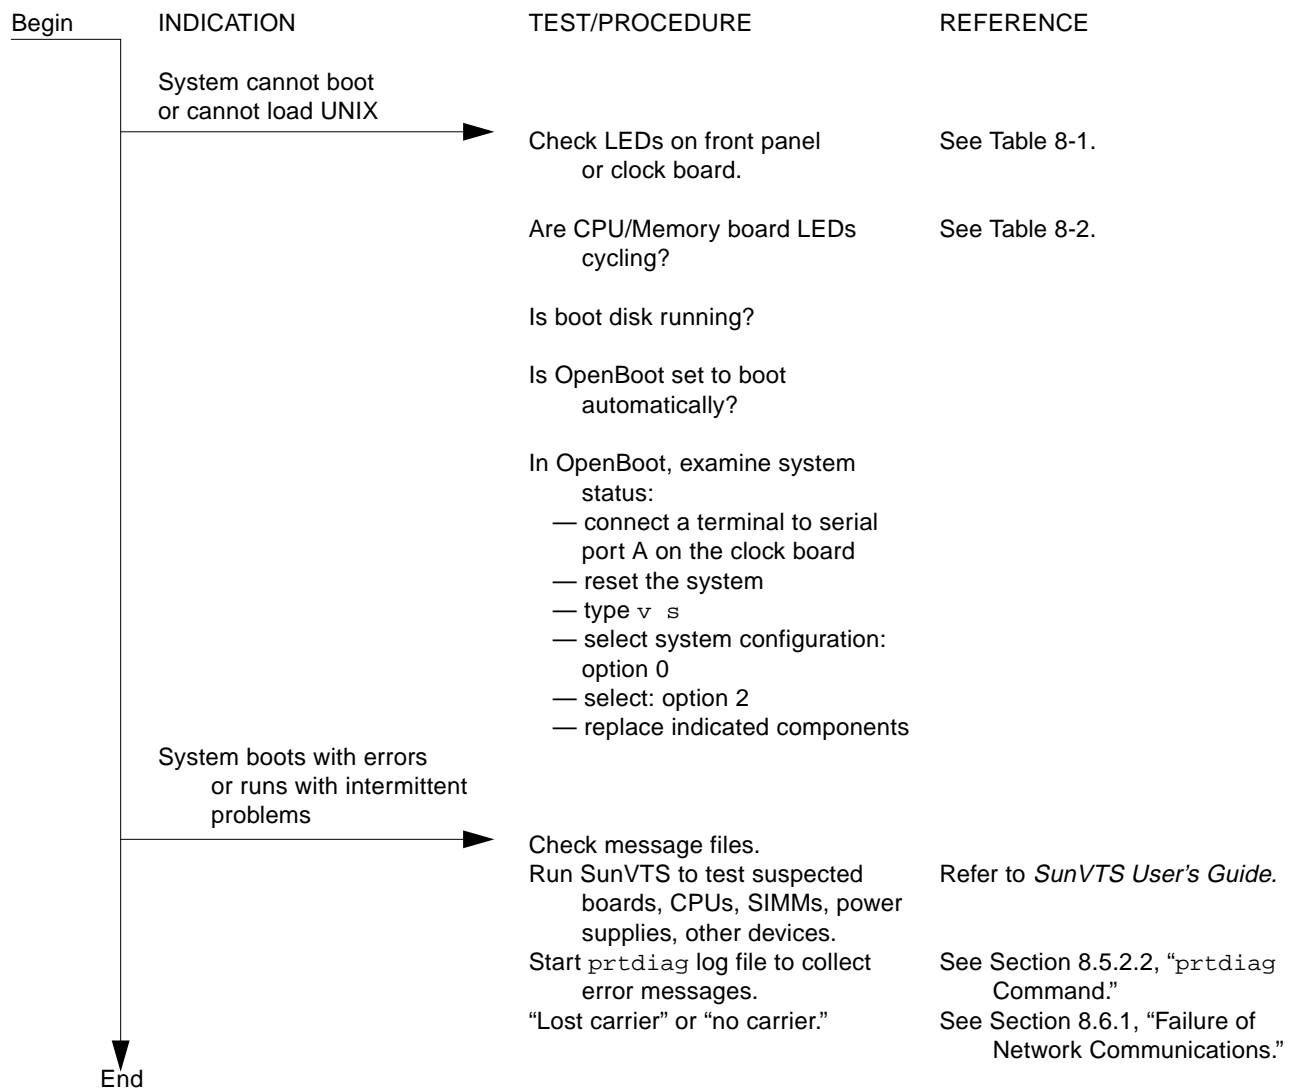 Begin INDICATION TEST/PROCEDURE REFERENCE
System cannot boot
or cannot load UNIX
Check LEDs on front panel See Table 8-1.
or clock board.
Are CPU/Memory board LEDs See Table 8-2.
cycling?
Is boot disk running?
Is OpenBoot set to boot
automatically?
In OpenBoot, examine system
status:
— connect a terminal to serial
port A on the clock board
— reset the system
— type v s
— select system configuration:
option 0
— select: option 2
— replace indicated components
System boots with errors
or runs with intermittent
problems
Check message files.
Run SunVTS to test suspected Refer to SunVTS User's Guide.
boards, CPUs, SIMMs, power
supplies, other devices.
Start prtdiag log file to collect See Section 8.5.2.2, “prtdiag
error messages. Command.”
“Lost carrier” or “no carrier.” See Section 8.6.1, “Failure of
Network Communications.”
End